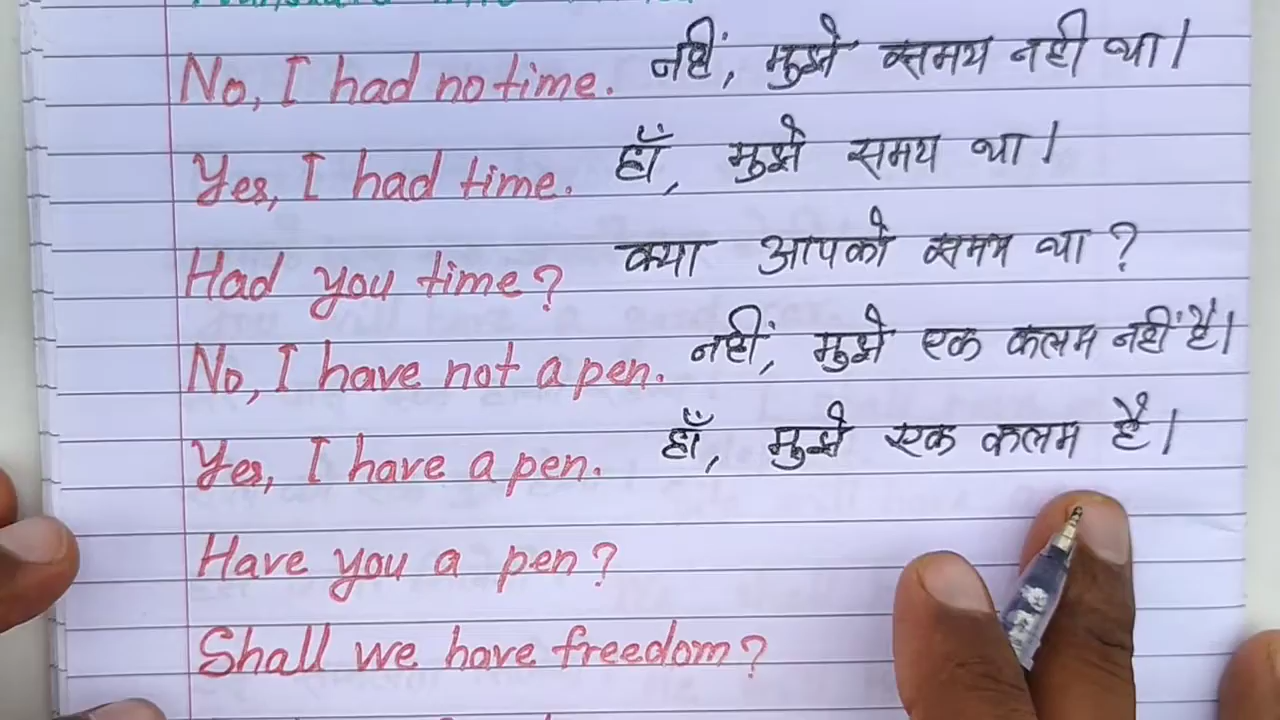 No, I had no time. नहीं, मुझे समय नही था।
Yes, I had time. हाँ, मुझे समय था।
Had you time? क्या आपको समय था?
No, I have not a pen. नहीं, मुझे एक कलम नहीं है।
Yes, I have a pen. हाँ, मुझे एक कलम है।
Have you a pen?
Shall we have freedom?